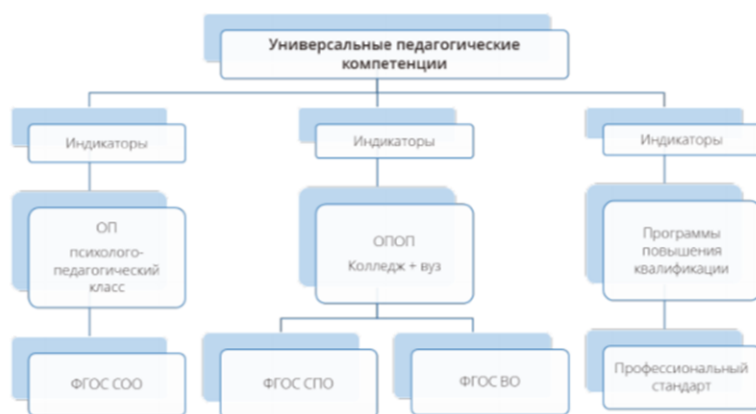 Универсальные педагогические
компетенции
Индикаторы
Индикаторы
Индикаторы
ОП
психолого-
педагогический
класс
ОПОП
Колледж + вуз
Программы
повышения
квалификации
ФГОС СОО
ФГОС СПО
ФГОС ВО
Профессиональный
стандарт